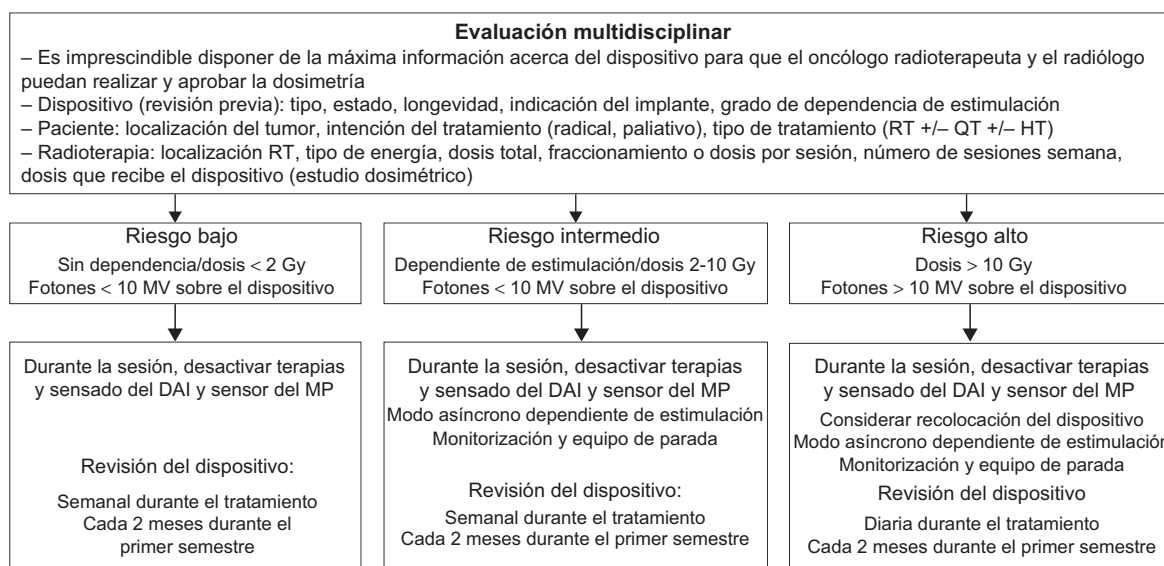 Evaluación multidisciplinar
– Es imprescindible disponer de la máxima información acerca del dispositivo para que el oncólogo radioterapeuta y el radiólogo
puedan realizar y aprobar la dosimetría
– Dispositivo (revisión previa): tipo, estado, longevidad, indicación del implante, grado de dependencia de estimulación
– Paciente: localización del tumor, intención del tratamiento (radical, paliativo), tipo de tratamiento (RT +/– QT +/– HT)
– Radioterapia: localización RT, tipo de energía, dosis total, fraccionamiento o dosis por sesión, número de sesiones semana,
dosis que recibe el dispositivo (estudio dosimétrico)
Riesgo bajo
Sin dependencia/dosis < 2 Gy
Fotones < 10 MV sobre el dispositivo
Riesgo intermedio
Dependiente de estimulación/dosis 2-10 Gy
Fotones < 10 MV sobre el dispositivo
Riesgo alto
Dosis > 10 Gy
Fotones > 10 MV sobre el dispositivo
Durante la sesión, desactivar terapias
y sensado del DAI y sensor del MP
Revisión del dispositivo:
Semanal durante el tratamiento
Cada 2 meses durante el
primer semestre
Durante la sesión, desactivar terapias
y sensado del DAI y sensor del MP
Modo asíncrono dependiente de estimulación
Monitorización y equipo de parada
Revisión del dispositivo:
Semanal durante el tratamiento
Cada 2 meses durante el primer semestre
Durante la sesión, desactivar terapias
y sensado del DAI y sensor del MP
Considerar recolocación del dispositivo
Modo asíncrono dependiente de estimulación
Monitorización y equipo de parada
Revisión del dispositivo
Diaria durante el tratamiento
Cada 2 meses durante el primer semestre